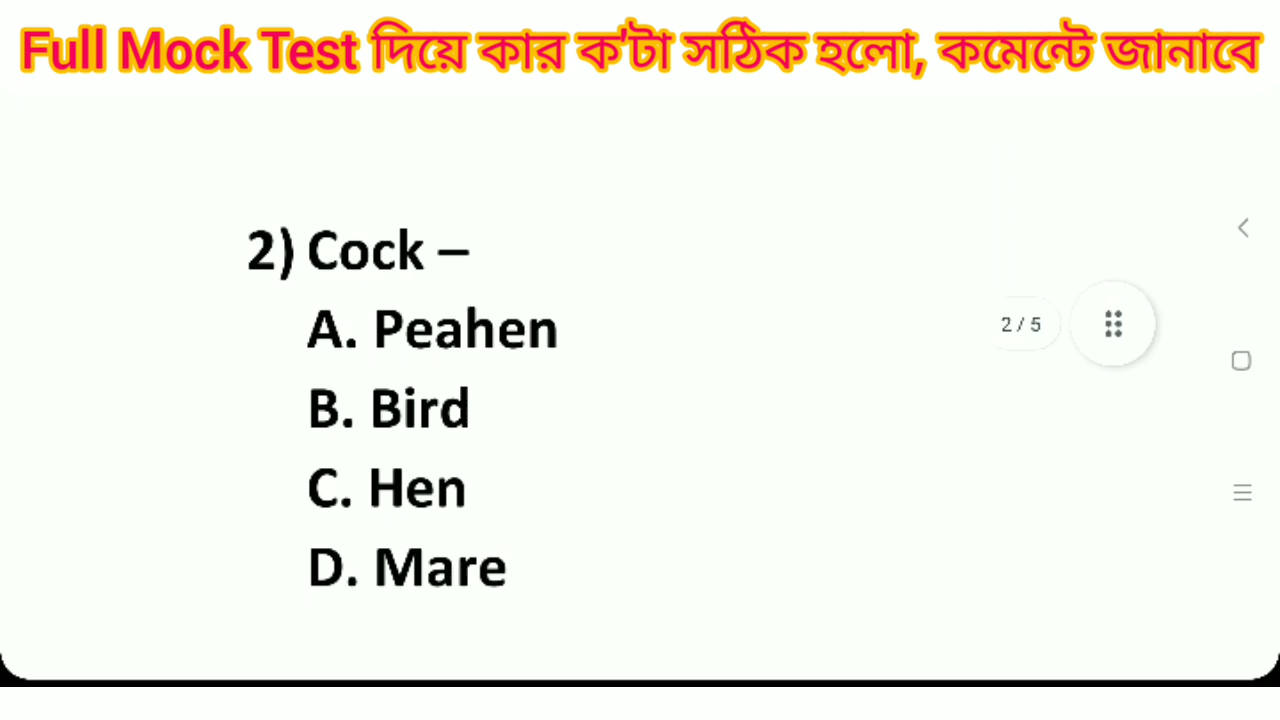 Full Mock Test দিয়ে কার ক'টা সঠিক হলো, কমেন্টে জানাবে
2) Cock –
A. Peahen
2 / 5
B. Bird
C. Hen
D. Mare